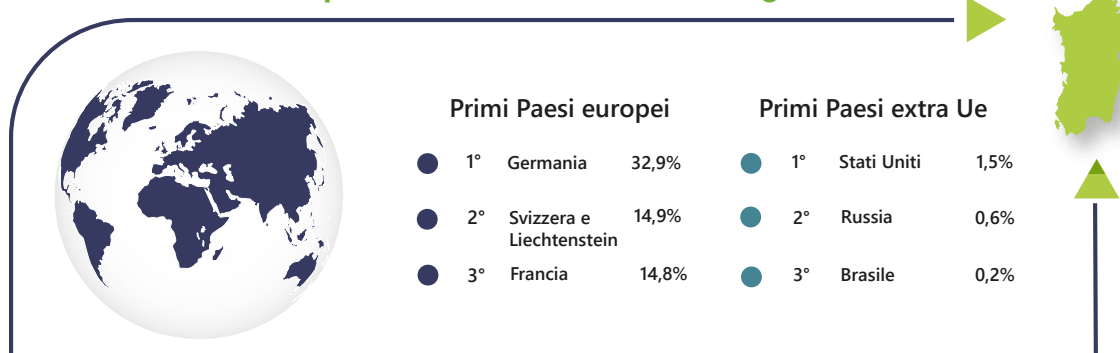 Primi Paesi europei
1° Germania 32,9%
2° Svizzera e Liechtenstein 14,9%
3° Francia 14,8%
Primi Paesi extra Ue
1° Stati Uniti 1,5%
2° Russia 0,6%
3° Brasile 0,2%